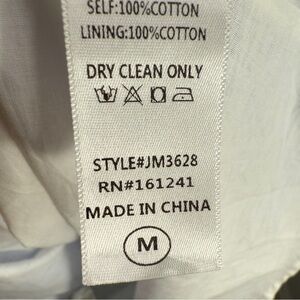 SELF:100%COTTON
LINING:100%COTTON
DRY CLEAN ONLY
STYLE#JM3628
RN#161241
MADE IN CHINA
M